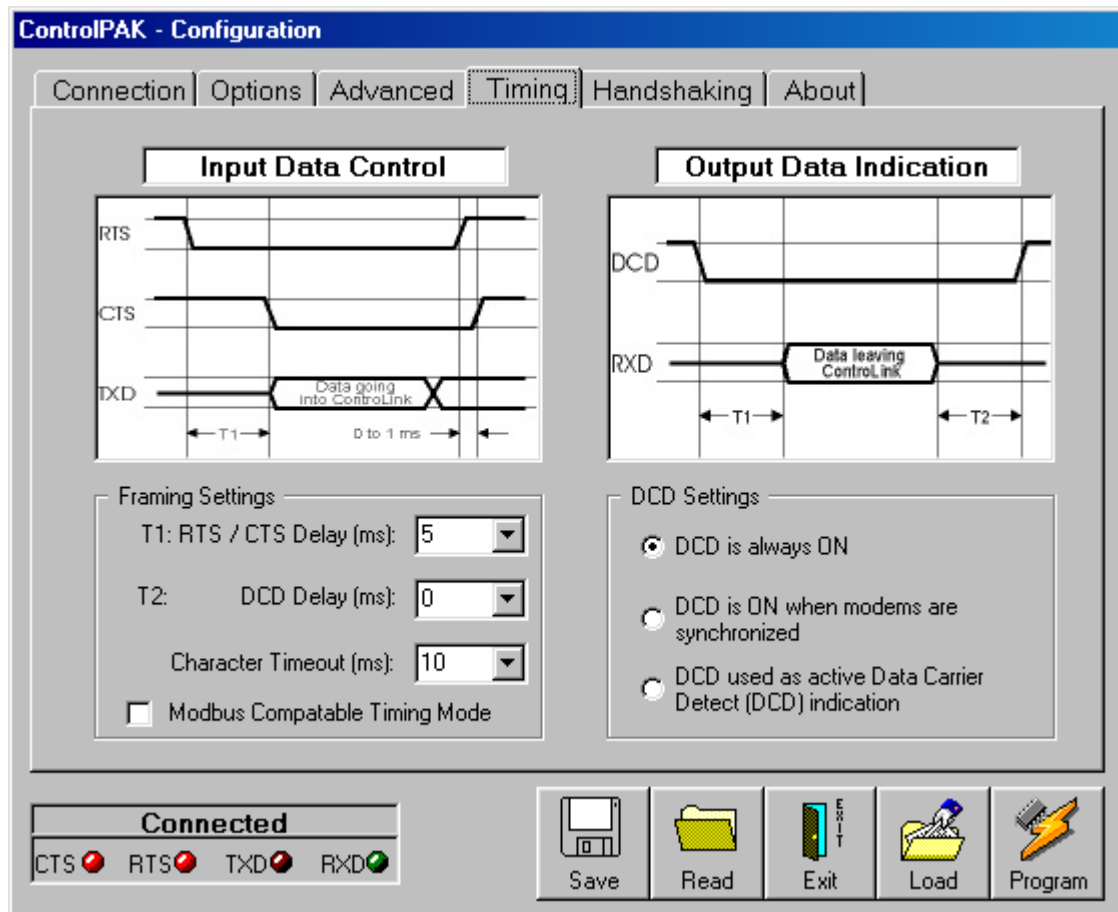 ControlPAK - Configuration
Connection Options Advanced Timing Handshaking About
Input Data Control
RTS
CTS
TXD
Data going
into ControLink
T1
0 to 1 ms
Output Data Indication
DCD
RXD
Data leaving
ControLink
T1
T2
Framing Settings
T1: RTS / CTS Delay (ms): 5
T2: DCD Delay (ms): 0
Character Timeout (ms): 10
Modbus Compatable Timing Mode
DCD Settings
DCD is always ON
DCD is ON when modems are
synchronized
DCD used as active Data Carrier
Detect (DCD) indication
Connected
CTS RTS TXD RXD
Save
Read
EXIT
Exit
Load
Program